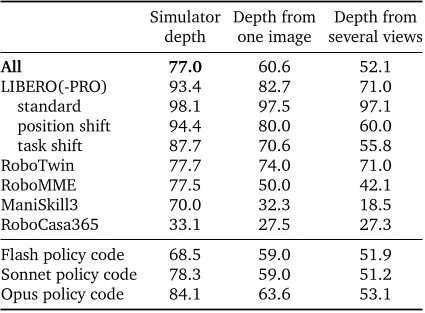 Simulator depth Depth from one image Depth from several views
All 77.0 60.6 52.1
LIBERO(-PRO) 93.4 82.7 71.0
standard 98.1 97.5 97.1
position shift 94.4 80.0 60.0
task shift 87.7 70.6 55.8
RoboTwin 77.7 74.0 71.0
RoboMME 77.5 50.0 42.1
ManiSkill3 70.0 32.3 18.5
RoboCasa365 33.1 27.5 27.3
Flash policy code 68.5 59.0 51.9
Sonnet policy code 78.3 59.0 51.2
Opus policy code 84.1 63.6 53.1